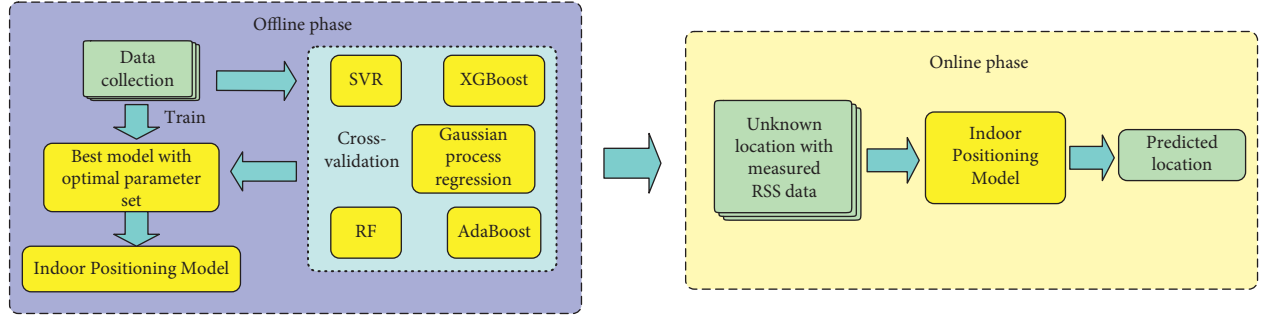 Offline phase
Data
collection
Train
Best model with
optimal parameter
set
Indoor Positioning Model
SVR
XGBoost
Cross-
validation
Gaussian
process
regression
RF
AdaBoost
Online phase
Unknown
location with
measured
RSS data
Indoor
Positioning
Model
Predicted
location